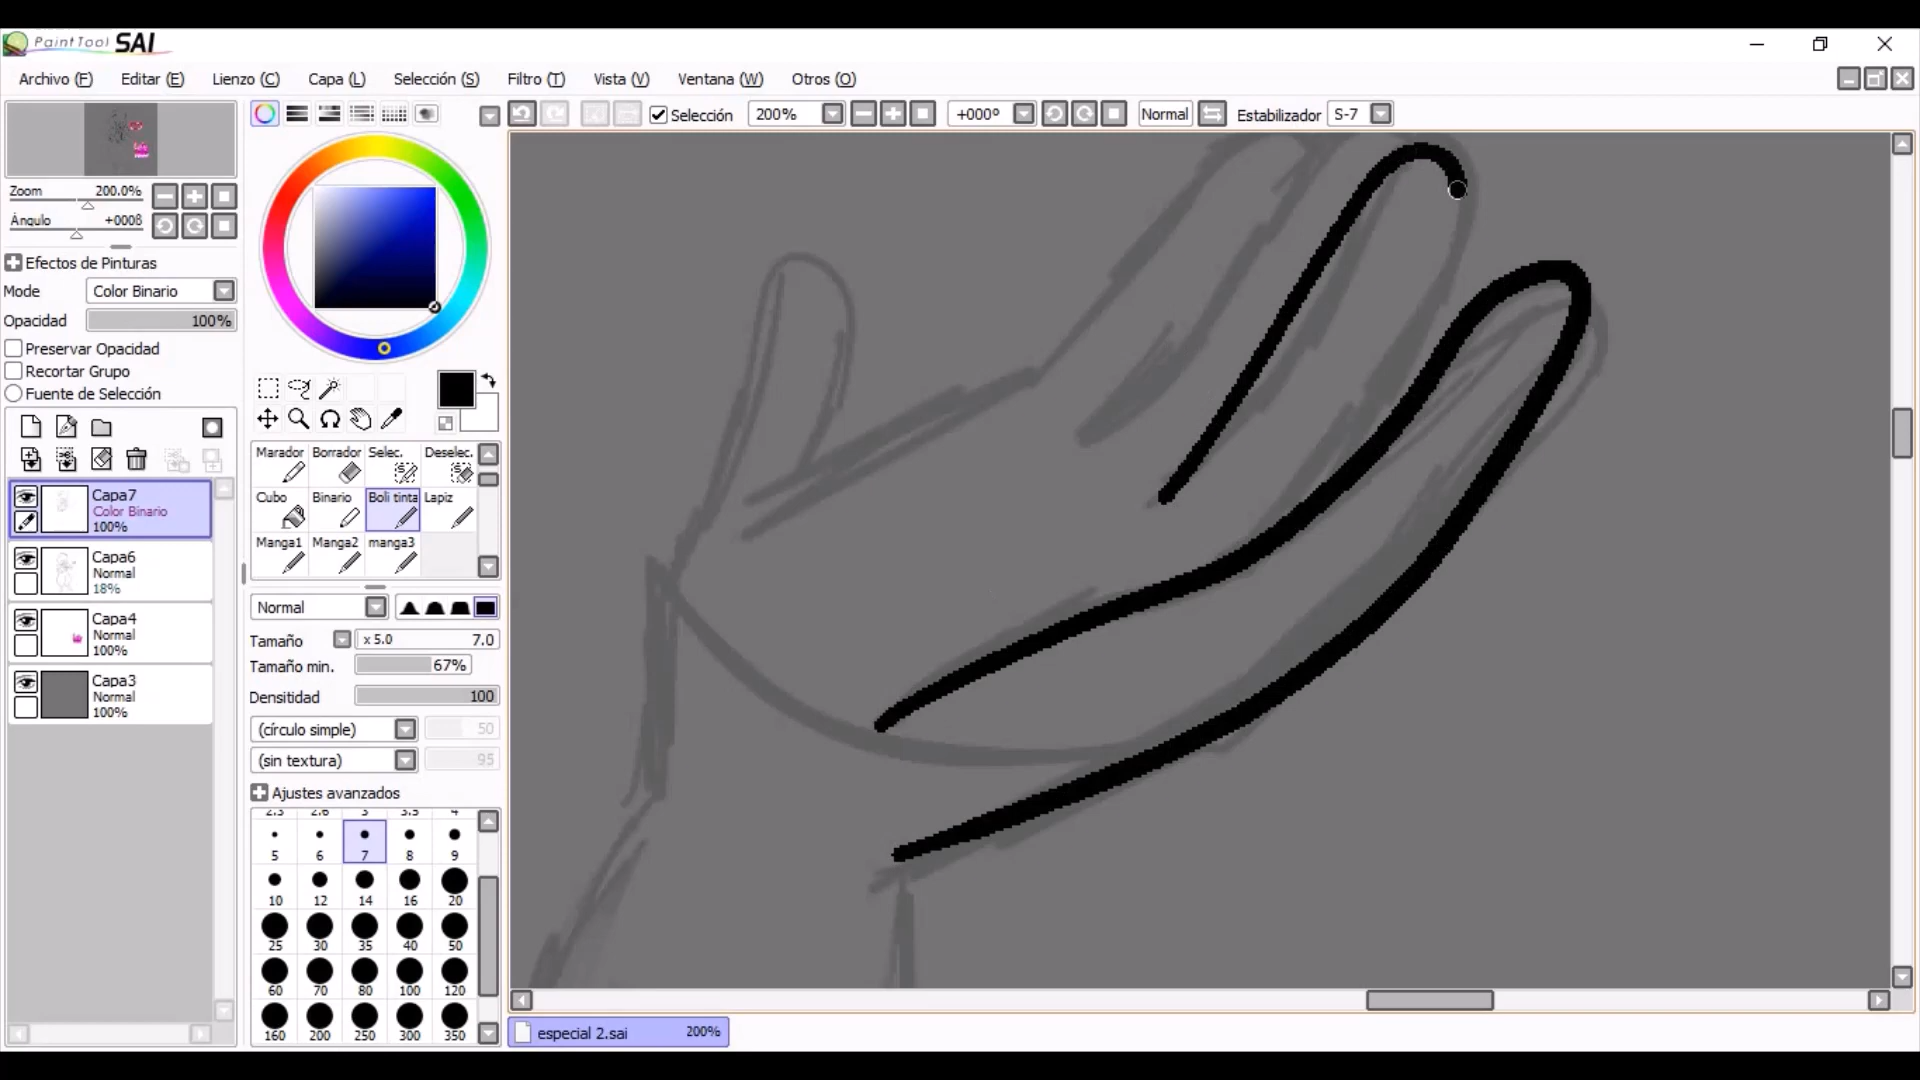 PaintTool SAI
Archivo (F) Editar (E) Lienzo (C) Capa (L) Selección (S) Filtro (T) Vista (V) Ventana (W) Otros (O)
Selección 200% +000º Normal Estabilizador S-7
Zoom 200.0%
Ángulo +000ß
Efectos de Pinturas
Mode Color Binario
Opacidad 100%
Preservar Opacidad
Recortar Grupo
Fuente de Selección
Capa7
Color Binario
100%
Capa6
Normal
18%
Capa4
Normal
100%
Capa3
Normal
100%
Marador Borrador Selec. Deselec.
Cubo Binario Boli tinta Lapiz
Manga1 Manga2 manga3
Normal
Tamaño x 5.0 7.0
Tamaño min. 67%
Densitidad 100
(círculo simple) 50
(sin textura) 95
Ajustes avanzados
2.3 2.6 3 3.5 4
5 6 7 8 9
10 12 14 16 20
25 30 35 40 50
60 70 80 100 120
160 200 250 300 350
especial 2.sai 200%